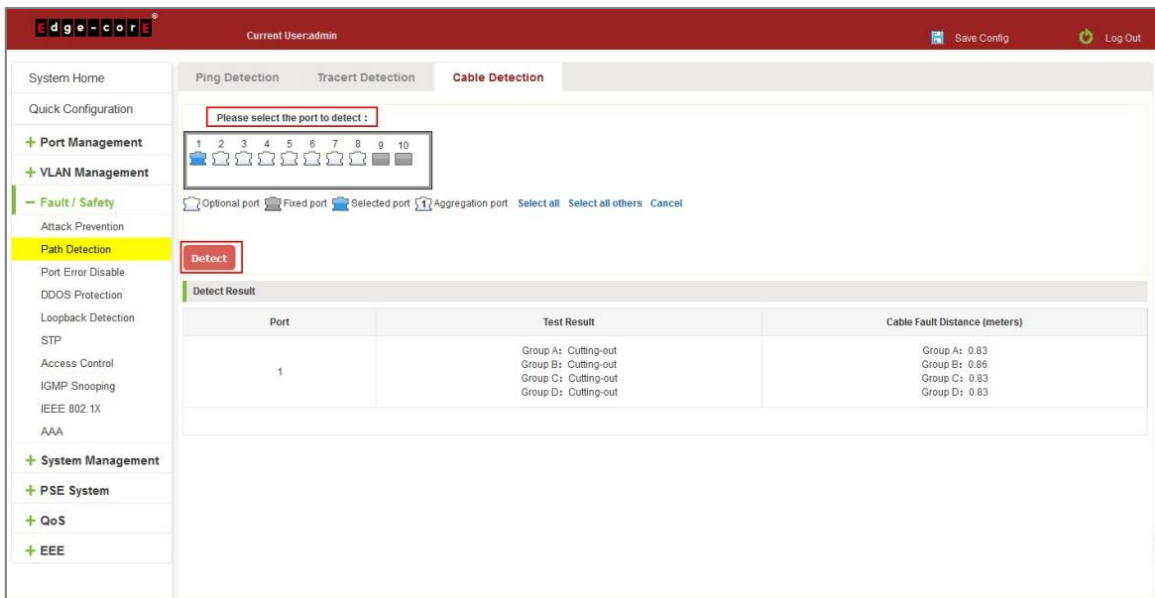 Edge-corE®
Current User:admin
Save Config
Log Out
System Home
Quick Configuration
+ Port Management
+ VLAN Management
− Fault / Safety
Attack Prevention
Path Detection
Port Error Disable
DDOS Protection
Loopback Detection
STP
Access Control
IGMP Snooping
IEEE 802.1X
AAA
+ System Management
+ PSE System
+ QoS
+ EEE
Ping Detection Tracert Detection Cable Detection
Please select the port to detect :
1 2 3 4 5 6 7 8 9 10
Optional port Fixed port Selected port 1 Aggregation port Select all Select all others Cancel
Detect
Detect Result
Port Test Result Cable Fault Distance (meters)
1
Group A: Cutting-out
Group B: Cutting-out
Group C: Cutting-out
Group D: Cutting-out
Group A: 0.83
Group B: 0.86
Group C: 0.83
Group D: 0.83